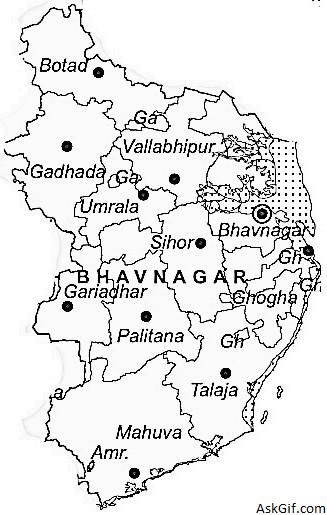 Botad
Ga
Vallabhipur
Gadhada
Ga
Umrala
Bhavnagar
Sihor
Gh
BHAVNAGAR
Gh
Gariadhar
Ghogha
Palitana
Gh
Talaja
a
Mahuva
Amr.
AskGif.com